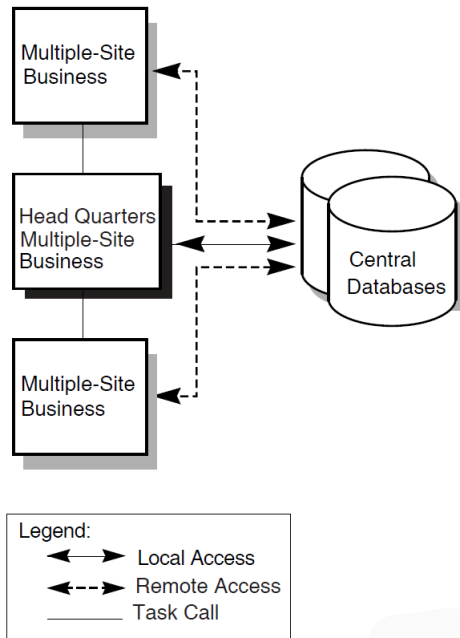 Multiple-Site
Business
Head Quarters
Multiple-Site
Business
Central
Databases
Multiple-Site
Business
Legend:
Local Access
Remote Access
Task Call